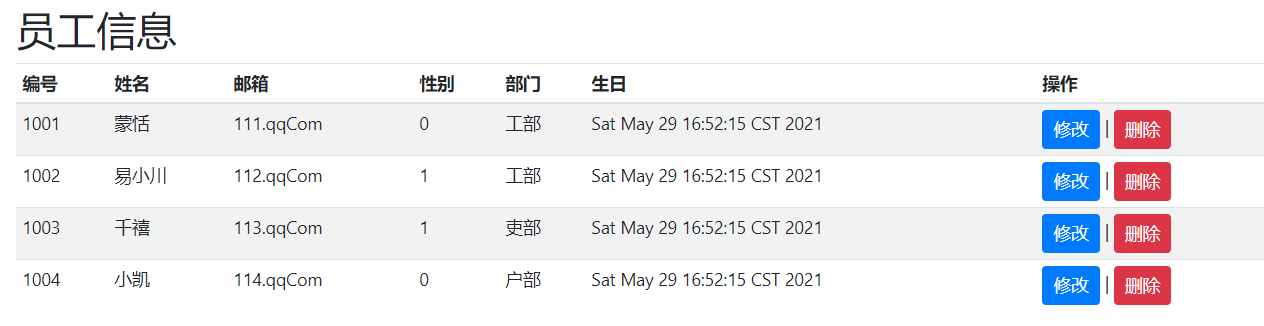 员工信息
编号 姓名 邮箱 性别 部门 生日 操作
1001 蒙恬 111.qqCom 0 工部 Sat May 29 16:52:15 CST 2021 修改 | 删除
1002 易小川 112.qqCom 1 工部 Sat May 29 16:52:15 CST 2021 修改 | 删除
1003 千禧 113.qqCom 1 吏部 Sat May 29 16:52:15 CST 2021 修改 | 删除
1004 小凯 114.qqCom 0 户部 Sat May 29 16:52:15 CST 2021 修改 | 删除